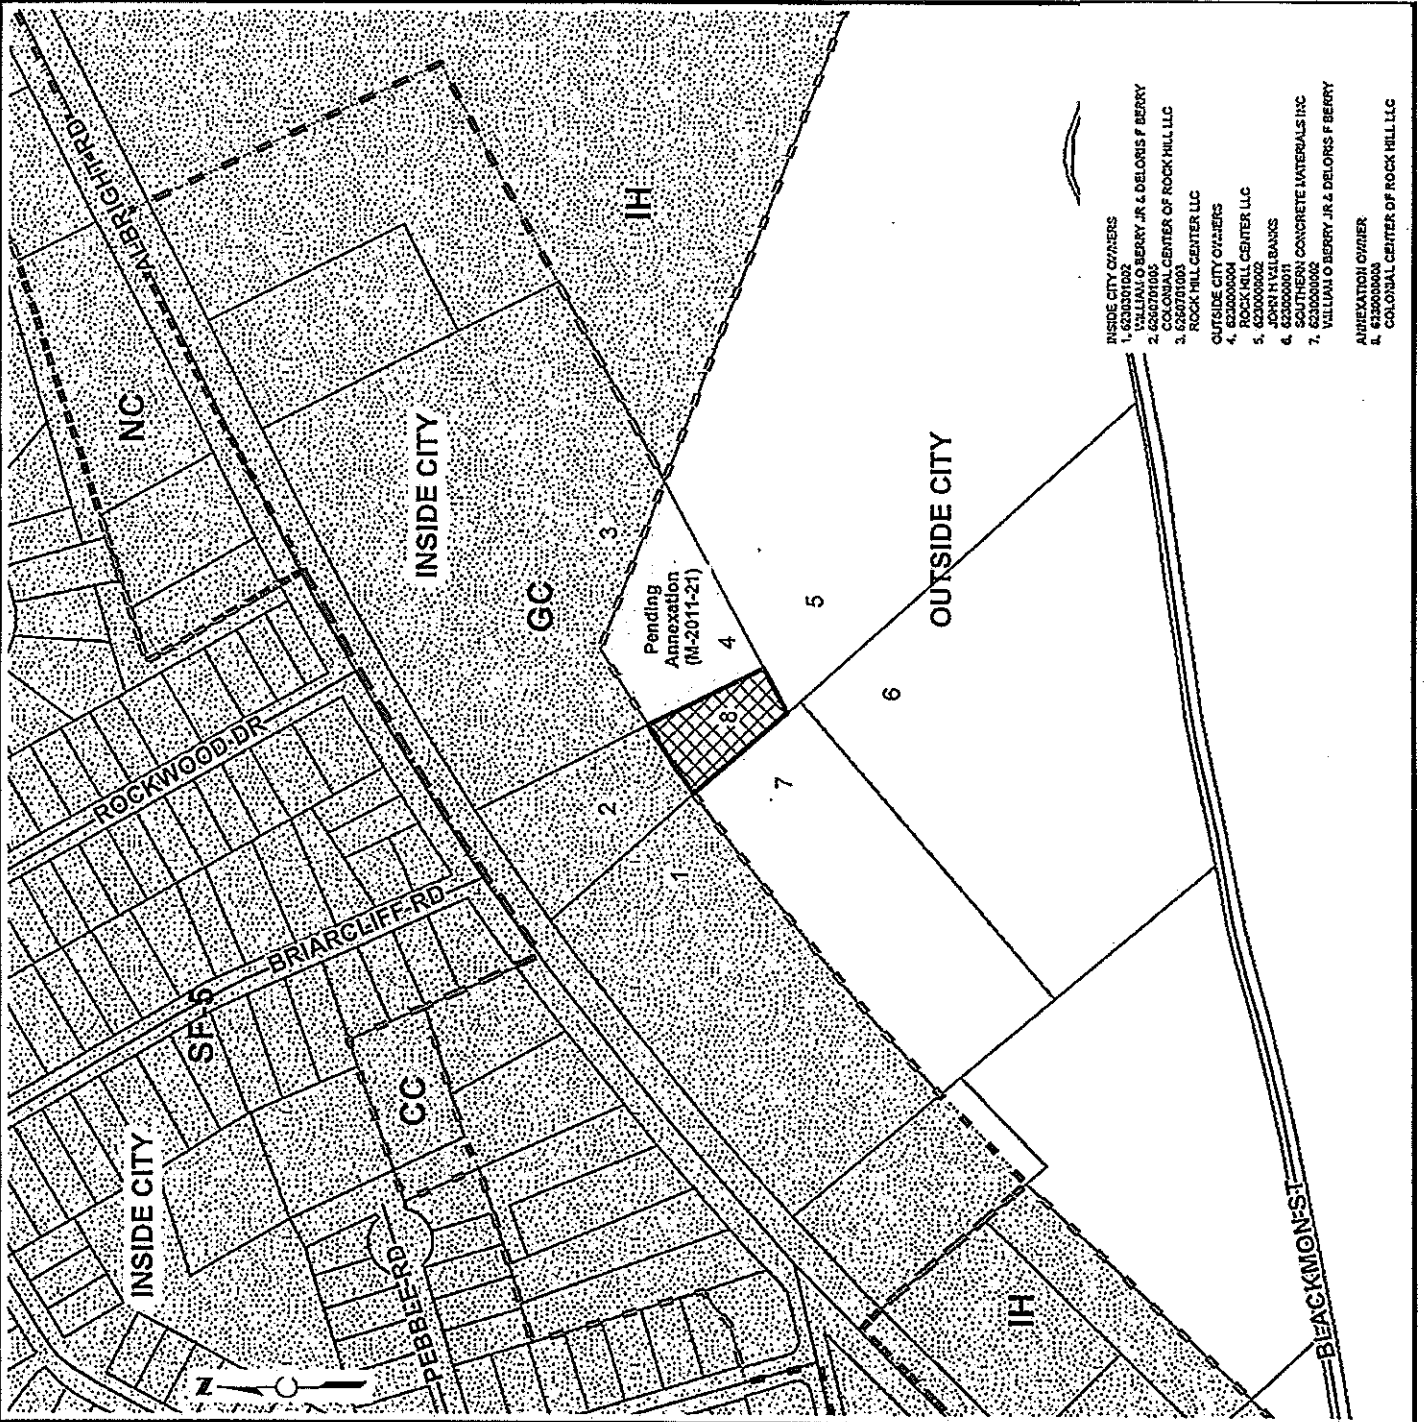 ALBRIGHT RD
NC
IH
INSIDE CITY
GC
3
Pending
Annexation
(M-2011-21)
4
5
OUTSIDE CITY
6
8
7
2
1
ROCKWOOD DR
BRIARCLIFF RD
SF-5
CC
INSIDE CITY
PEBBLE RD
IH
BLACKMON ST
N
INSIDE CITY OWNERS
1. 6230301002
WILLIAM O BERRY JR & DELORIS F BERRY
2. 6260701005
COLONIAL CENTER OF ROCK HILL LLC
3. 6260701003
ROCK HILL CENTER LLC
OUTSIDE CITY OWNERS
4. 6230000004
ROCK HILL CENTER LLC
5. 6230000002
JOHN H WILBANKS
6. 6230000011
SOUTHERN CONCRETE MATERIALS INC
7. 6230000002
WILLIAM O BERRY JR & DELORIS F BERRY
ANNEXATION OWNER
8.
COLONIAL CENTER OF ROCK HILL LLC